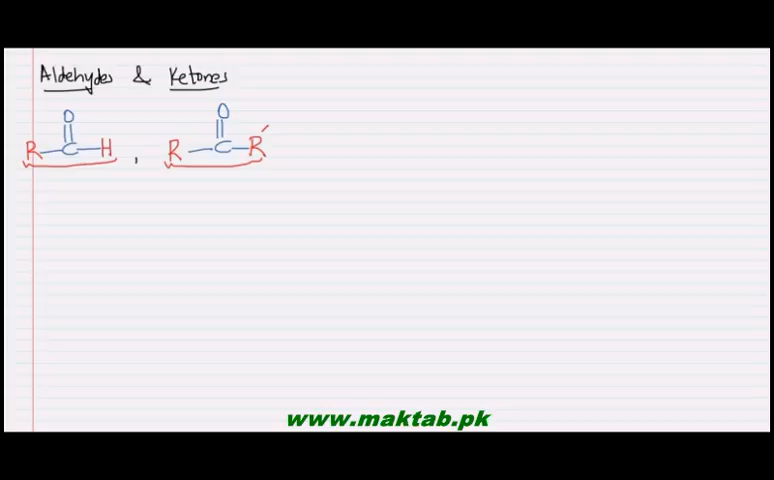 Aldehydes & Ketones
O O
R—C—H , R—C—R′
www.maktab.pk